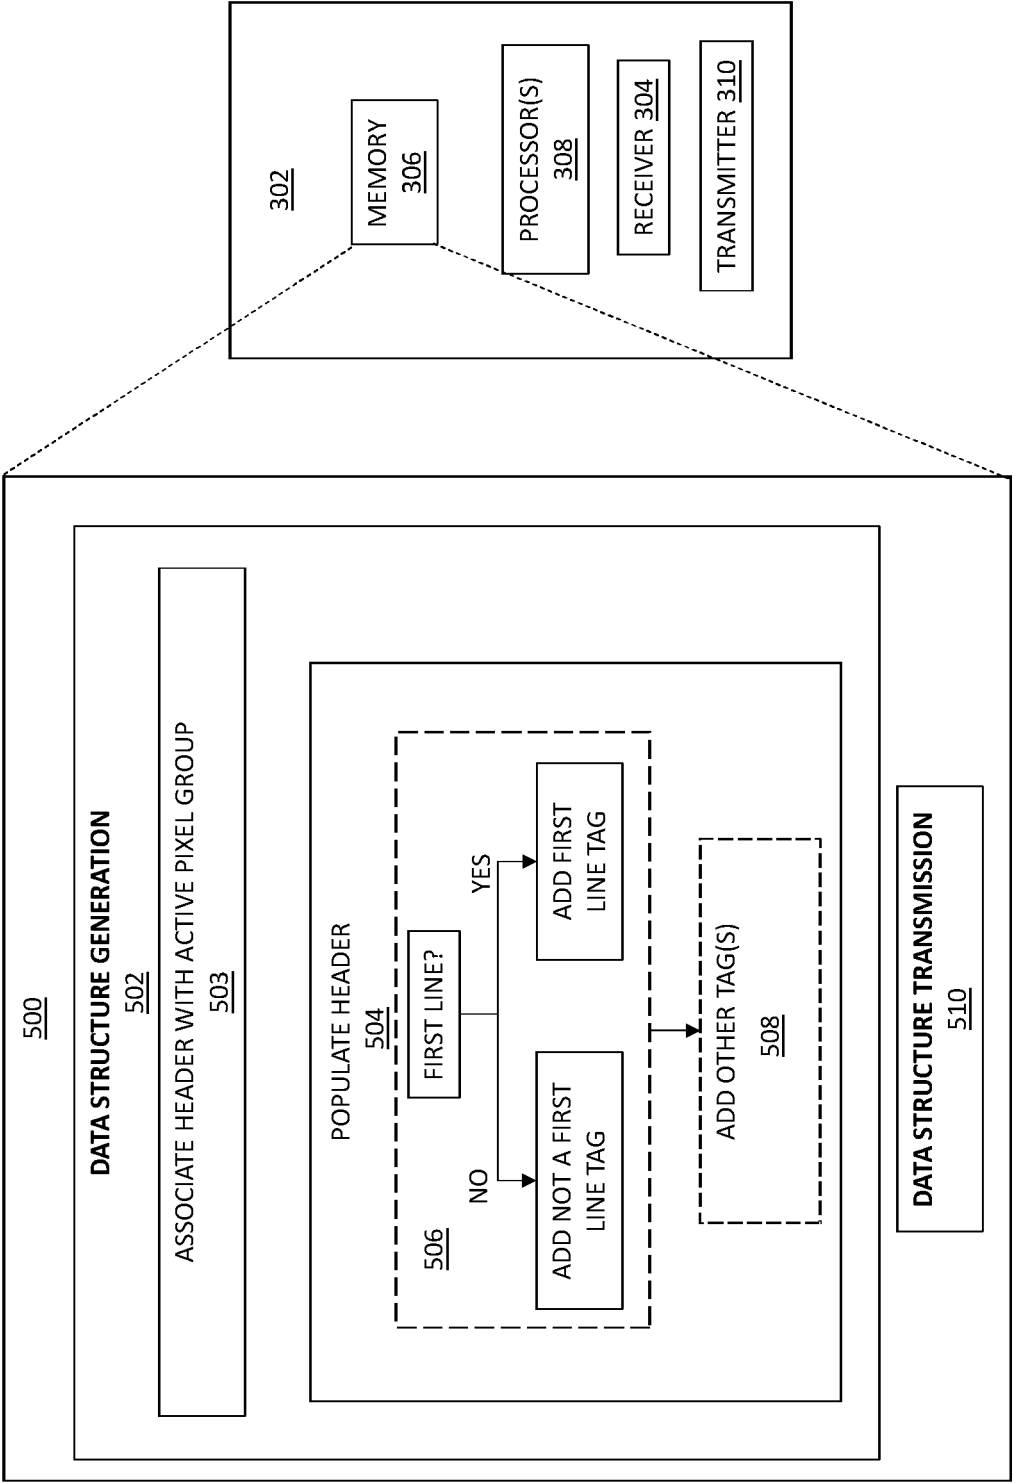 500
DATA STRUCTURE GENERATION
502
ASSOCIATE HEADER WITH ACTIVE PIXEL GROUP
503
POPULATE HEADER
504
506
FIRST LINE?
NO
YES
ADD NOT A FIRST
LINE TAG
ADD FIRST
LINE TAG
ADD OTHER TAG(S)
508
DATA STRUCTURE TRANSMISSION
510
302
MEMORY
306
PROCESSOR(S)
308
RECEIVER 304
TRANSMITTER 310